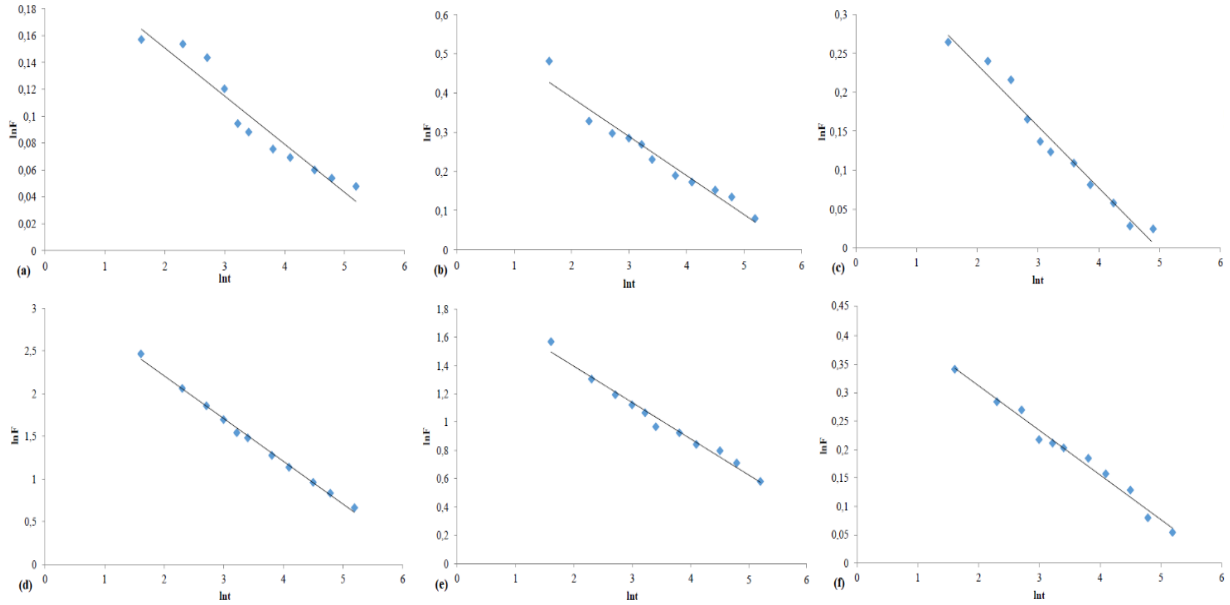 0,18
0,16
0,14
0,12
0,1
0,08
0,06
0,04
0,02
0
lnF
0 1 2 3 4 5 6
lnt
(a)
0,6
0,5
0,4
0,3
0,2
0,1
0
lnF
0 1 2 3 4 5 6
lnt
(b)
0,3
0,25
0,2
0,15
0,1
0,05
0
lnF
0 1 2 3 4 5 6
lnt
(c)
3
2,5
2
1,5
1
0,5
0
lnF
0 1 2 3 4 5 6
lnt
(d)
1,8
1,6
1,4
1,2
1
0,8
0,6
0,4
0,2
0
lnF
0 1 2 3 4 5 6
lnt
(e)
0,45
0,4
0,35
0,3
0,25
0,2
0,15
0,1
0,05
0
lnF
0 1 2 3 4 5 6
lnt
(f)